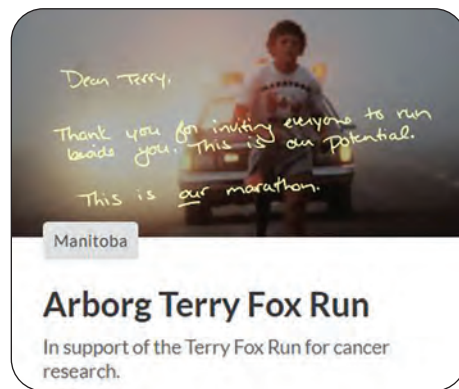 Dear Terry,
Thank you for inviting everyone to run
beside you. This is our potential.
This is our marathon.
Manitoba
Arborg Terry Fox Run
In support of the Terry Fox Run for cancer
research.